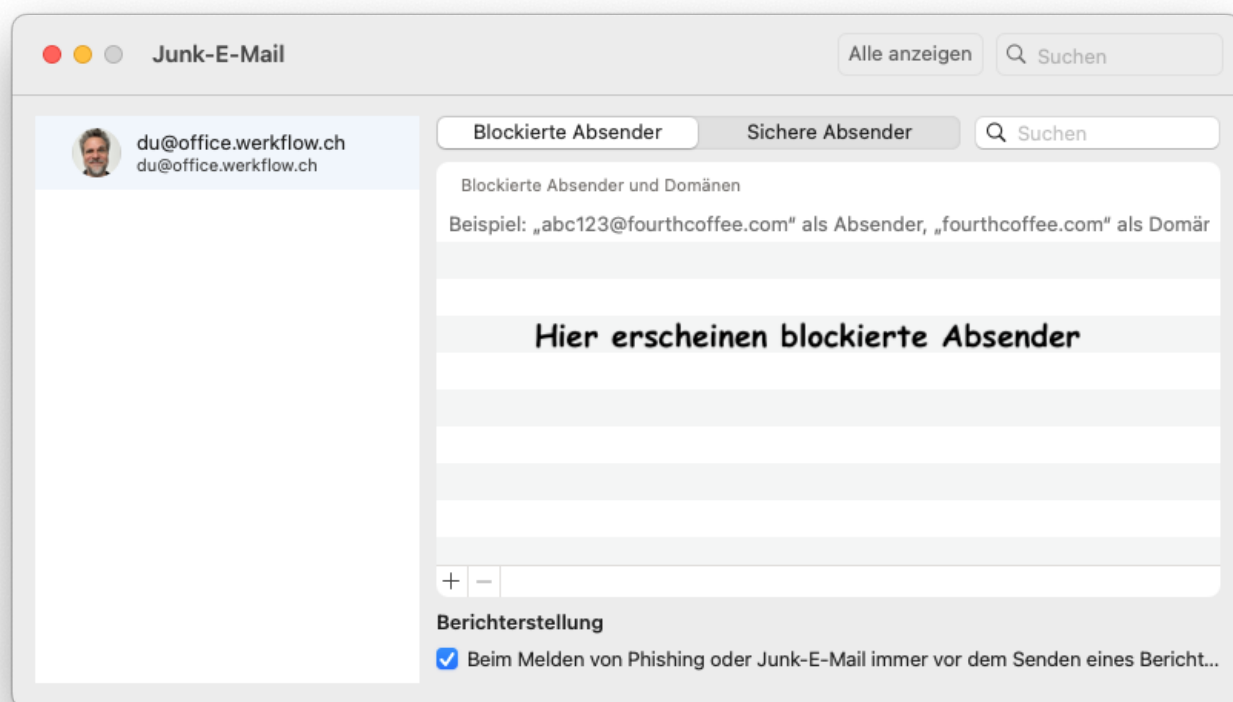 Junk-E-Mail
Alle anzeigen
Suchen
du@office.werkflow.ch
du@office.werkflow.ch
Blockierte Absender
Sichere Absender
Suchen
Blockierte Absender und Domänen
Beispiel: „abc123@fourthcoffee.com“ als Absender, „fourthcoffee.com“ als Domär
Hier erscheinen blockierte Absender
Berichterstellung
Beim Melden von Phishing oder Junk-E-Mail immer vor dem Senden eines Bericht...